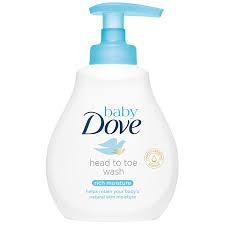 baby
Dove
head to toe
wash
rich moisture
helps retain your baby's
natural skin moisture